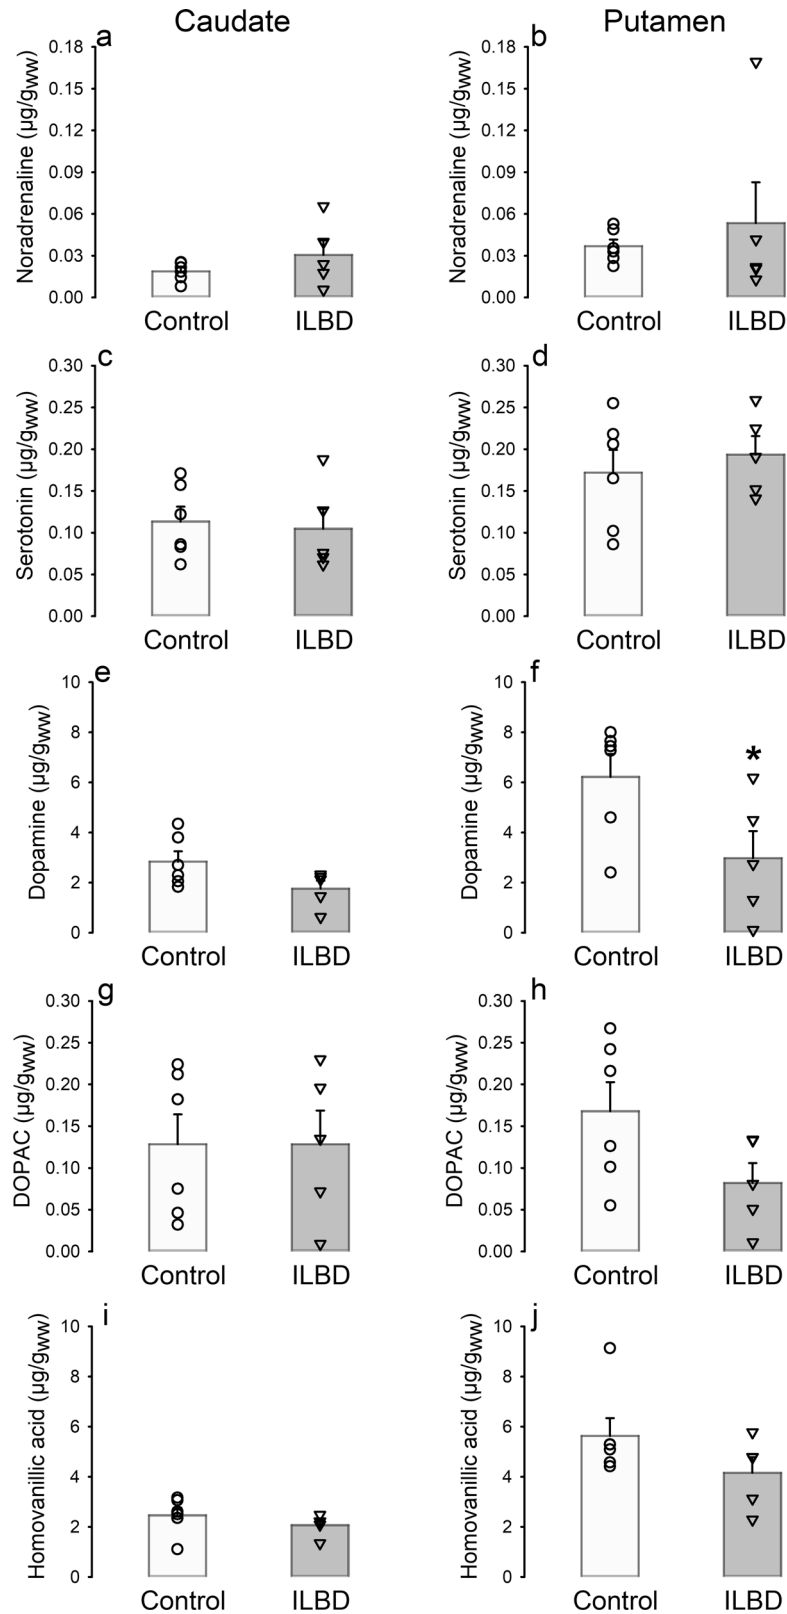 Caudate
Putamen
a
Noradrenaline (µg/gww)
0.18
0.15
0.12
0.09
0.06
0.03
0.00
Control ILBD
b
Noradrenaline (µg/gww)
0.18
0.15
0.12
0.09
0.06
0.03
0.00
Control ILBD
c
Serotonin (µg/gww)
0.30
0.25
0.20
0.15
0.10
0.05
0.00
Control ILBD
d
Serotonin (µg/gww)
0.30
0.25
0.20
0.15
0.10
0.05
0.00
Control ILBD
e
Dopamine (µg/gww)
10
8
6
4
2
0
Control ILBD
f
Dopamine (µg/gww)
10
8
6
4
2
0
*
Control ILBD
g
DOPAC (µg/gww)
0.30
0.25
0.20
0.15
0.10
0.05
0.00
Control ILBD
h
DOPAC (µg/gww)
0.30
0.25
0.20
0.15
0.10
0.05
0.00
Control ILBD
i
Homovanillic acid (µg/gww)
10
8
6
4
2
0
Control ILBD
j
Homovanillic acid (µg/gww)
10
8
6
4
2
0
Control ILBD